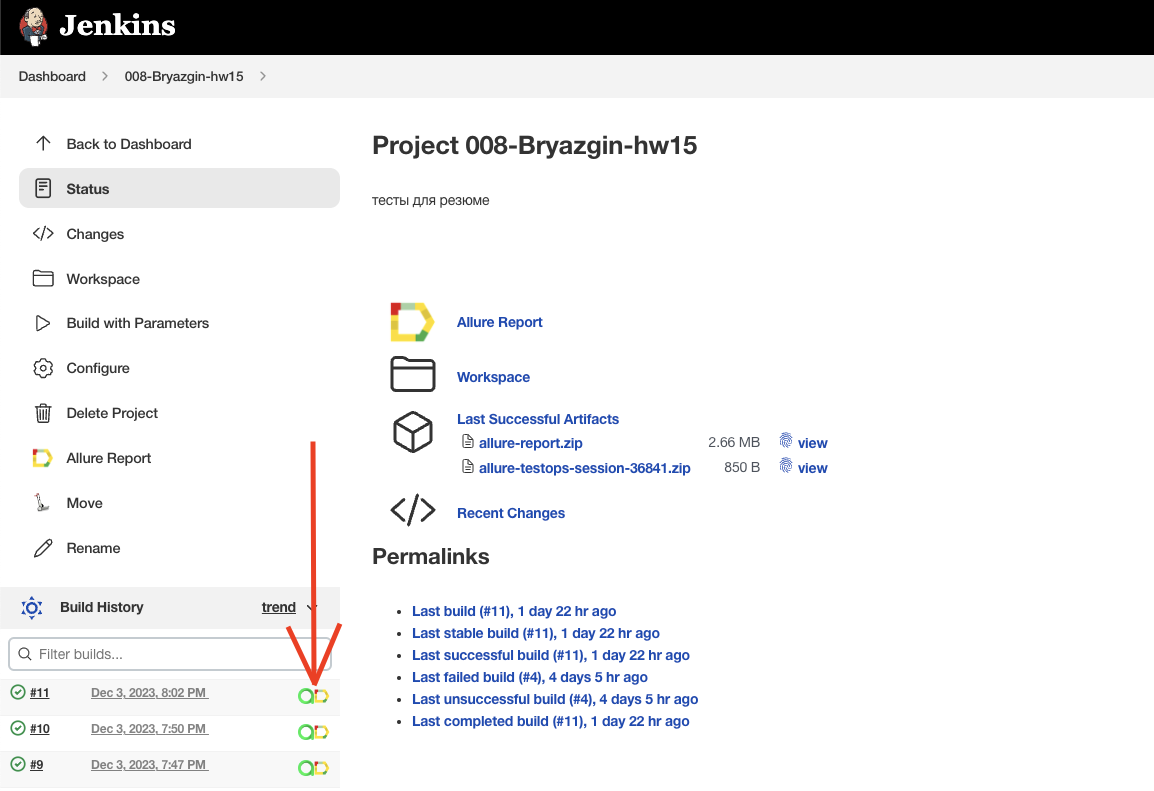 Jenkins
Dashboard
008-Bryazgin-hw15
Back to Dashboard
Status
Changes
Workspace
Build with Parameters
Configure
Delete Project
Allure Report
Move
Rename
Build History trend
Filter builds...
#11 Dec 3, 2023, 8:02 PM
#10 Dec 3, 2023, 7:50 PM
#9 Dec 3, 2023, 7:47 PM
Project 008-Bryazgin-hw15
тесты для резюме
Allure Report
Workspace
Last Successful Artifacts
allure-report.zip 2.66 MB view
allure-testops-session-36841.zip 850 B view
Recent Changes
Permalinks
Last build (#11), 1 day 22 hr ago
Last stable build (#11), 1 day 22 hr ago
Last successful build (#11), 1 day 22 hr ago
Last failed build (#4), 4 days 5 hr ago
Last unsuccessful build (#4), 4 days 5 hr ago
Last completed build (#11), 1 day 22 hr ago